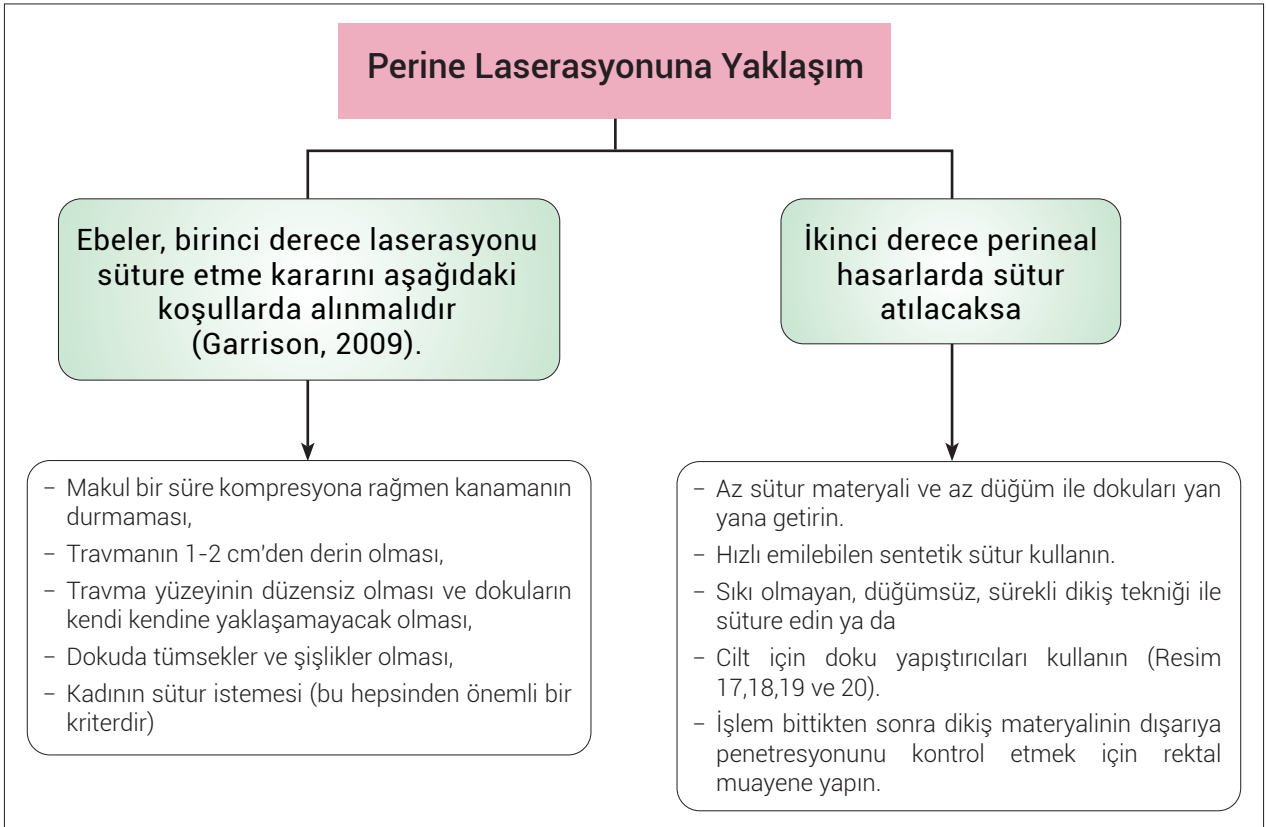 Perine Laserasyonuna Yaklaşım
Ebeler, birinci derece laserasyonu
süture etme kararını aşağıdaki
koşullarda alınmalıdır
(Garrison, 2009).
– Makul bir süre kompresyona rağmen kanamanın
durmaması,
– Travmanın 1-2 cm'den derin olması,
– Travma yüzeyinin düzensiz olması ve dokuların
kendi kendine yaklaşamayacak olması,
– Dokuda tümsekler ve şişlikler olması,
– Kadının sütur istemesi (bu hepsinden önemli bir
kriterdir)
İkinci derece perineal
hasarlarda sütur
atılacaksa
– Az sütur materyali ve az düğüm ile dokuları yan
yana getirin.
– Hızlı emilebilen sentetik sütur kullanın.
– Sıkı olmayan, düğümsüz, sürekli dikiş tekniği ile
süture edin ya da
– Cilt için doku yapıştırıcıları kullanın (Resim
17,18,19 ve 20).
– İşlem bittikten sonra dikiş materyalinin dışarıya
penetresyonunu kontrol etmek için rektal
muayene yapın.